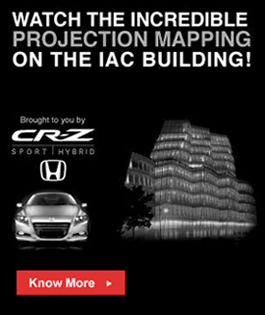 WATCH THE INCREDIBLE
PROJECTION MAPPING
ON THE IAC BUILDING!
Brought to you by
CR-Z
SPORT | HYBRID
Know More